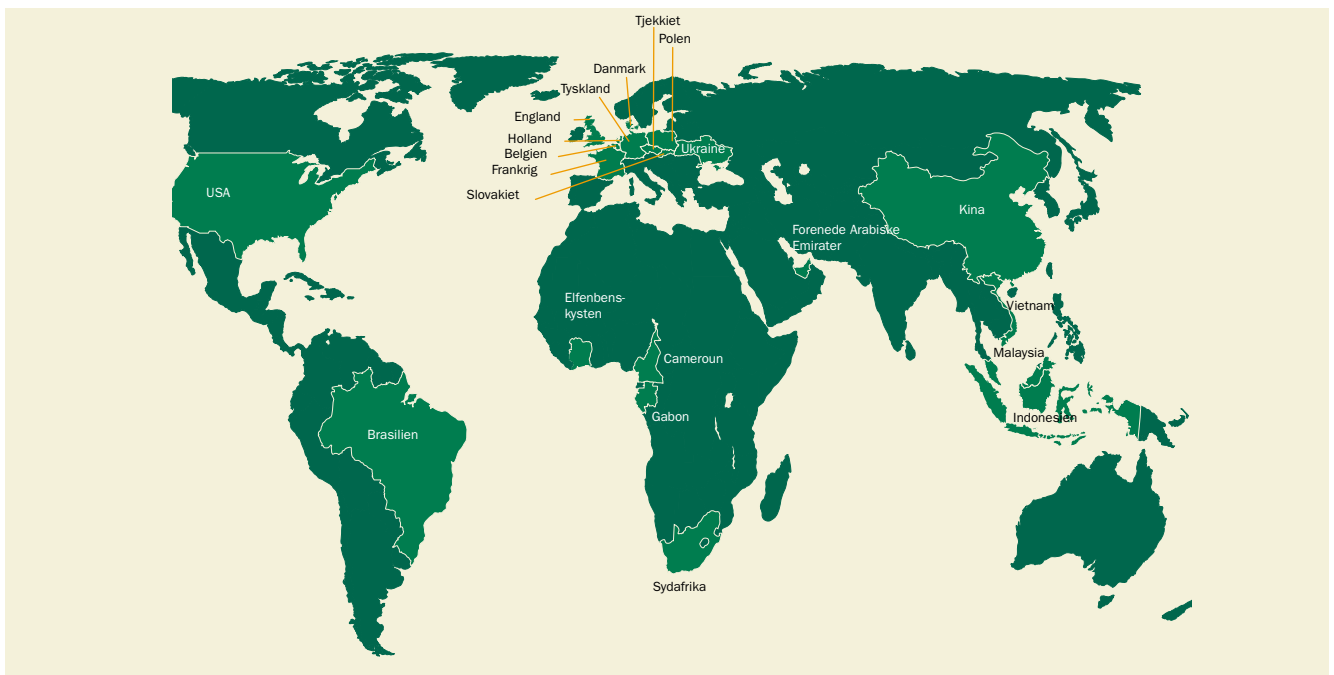 Tjekkiet
Polen
Danmark
Tyskland
England
Holland
Belgien
Frankrig
Slovakiet
Ukraine
USA
Kina
Forenede Arabiske
Emirater
Elfenbens-
kysten
Vietnam
Malaysia
Cameroun
Gabon
Indonesien
Brasilien
Sydafrika